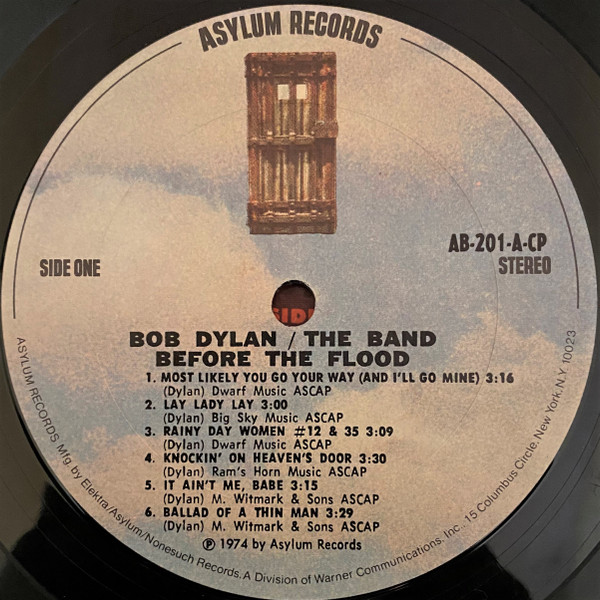 ASYLUM RECORDS
AB-201-A-CP
SIDE ONE
STEREO
SIDE
BOB DYLAN / THE BAND
BEFORE THE FLOOD
1. MOST LIKELY YOU GO YOUR WAY (AND I'LL GO MINE) 3:16
(Dylan) Dwarf Music ASCAP
2. LAY LADY LAY 3:00
(Dylan) Big Sky Music ASCAP
3. RAINY DAY WOMEN #12 & 35 3:09
(Dylan) Dwarf Music ASCAP
4. KNOCKIN' ON HEAVEN'S DOOR 3:30
(Dylan) Ram's Horn Music ASCAP
5. IT AIN'T ME, BABE 3:15
(Dylan) M. Witmark & Sons ASCAP
6. BALLAD OF A THIN MAN 3:29
(Dylan) M. Witmark & Sons ASCAP
℗ 1974 by Asylum Records
ASYLUM RECORDS. Mfg. by Elektra/Asylum/Nonesuch Records. A Division of Warner Communications, Inc., 15 Columbus Circle, New York, N.Y. 10023